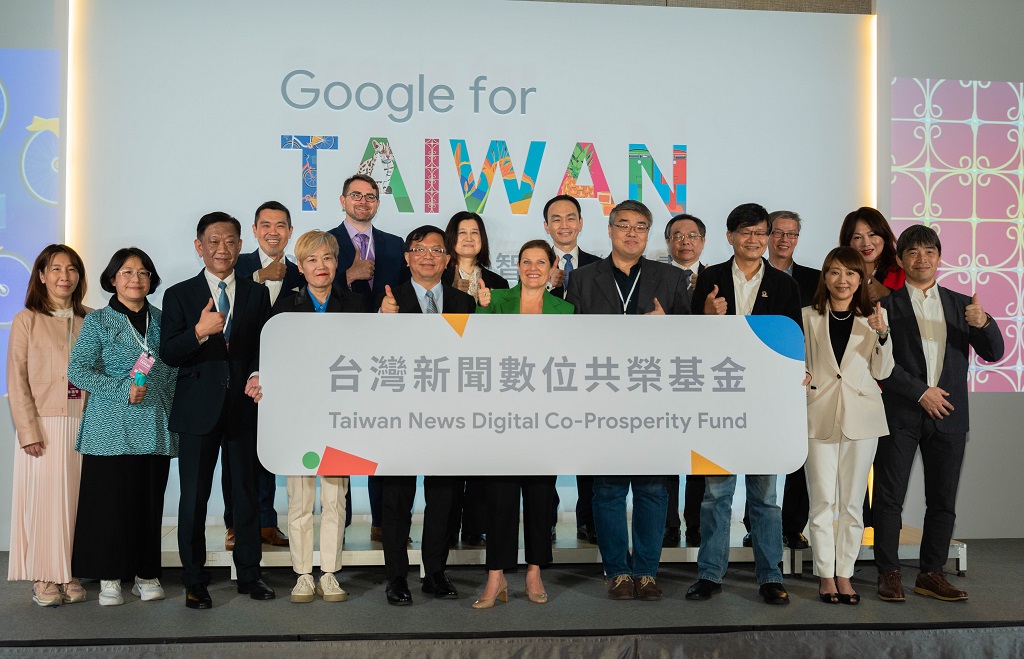 Google for
TAIWAN
智
台灣新聞數位共榮基金
Taiwan News Digital Co-Prosperity Fund